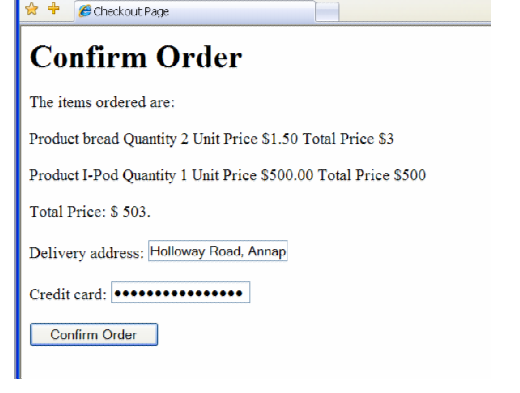 Checkout Page
Confirm Order
The items ordered are:
Product bread Quantity 2 Unit Price $1.50 Total Price $3
Product I-Pod Quantity 1 Unit Price $500.00 Total Price $500
Total Price: $ 503.
Delivery address: Holloway Road, Annap
Credit card: ••••••••••••••••
Confirm Order